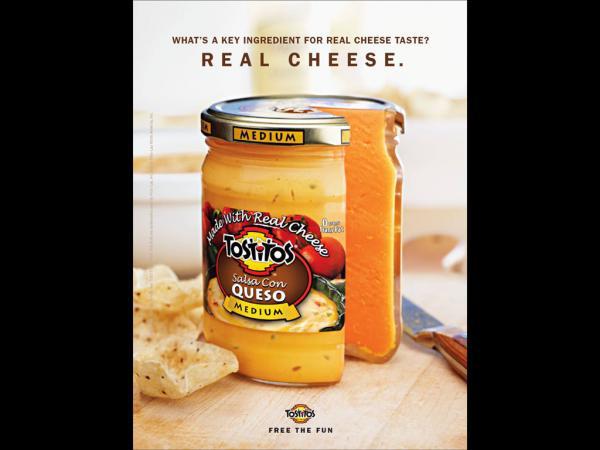 WHAT'S A KEY INGREDIENT FOR REAL CHEESE TASTE?
REAL CHEESE.
MEDIUM
Made With Real Cheese
TOSTITOS
Salsa Con
QUESO
MEDIUM
TOSTITOS
FREE THE FUN